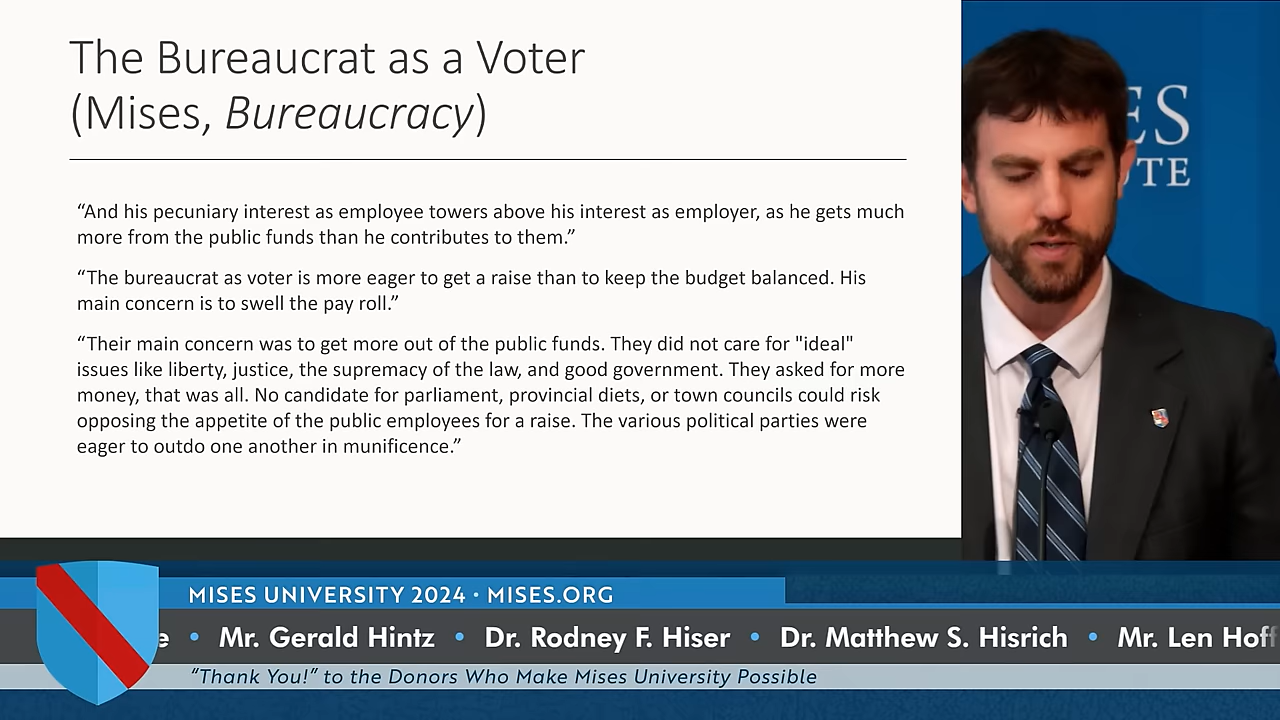 The Bureaucrat as a Voter
(Mises, Bureaucracy)
“And his pecuniary interest as employee towers above his interest as employer, as he gets much
more from the public funds than he contributes to them.”
“The bureaucrat as voter is more eager to get a raise than to keep the budget balanced. His
main concern is to swell the pay roll.”
“Their main concern was to get more out of the public funds. They did not care for "ideal"
issues like liberty, justice, the supremacy of the law, and good government. They asked for more
money, that was all. No candidate for parliament, provincial diets, or town councils could risk
opposing the appetite of the public employees for a raise. The various political parties were
eager to outdo one another in munificence.”
ES
UTE
MISES UNIVERSITY 2024 • MISES.ORG
e • Mr. Gerald Hintz • Dr. Rodney F. Hiser • Dr. Matthew S. Hisrich • Mr. Len Hoff
“Thank You!” to the Donors Who Make Mises University Possible